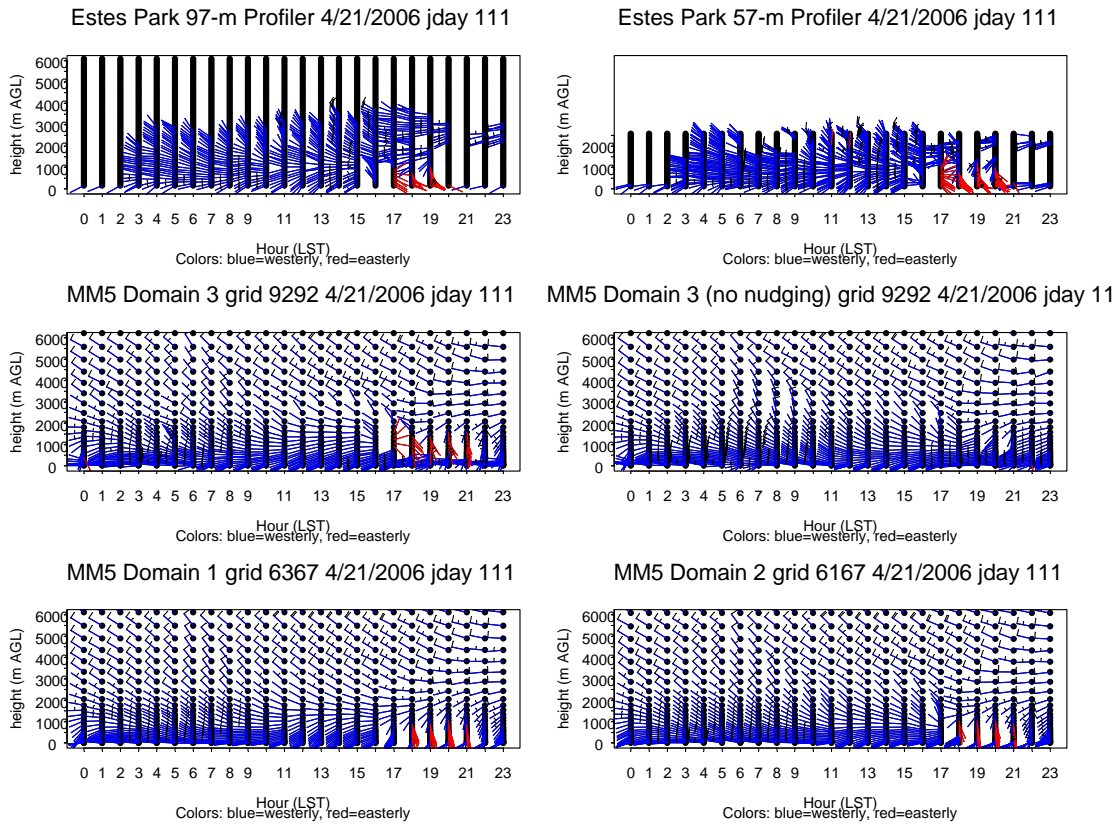 Estes Park 97-m Profiler 4/21/2006 jday 111
height (m AGL)
6000
5000
4000
3000
2000
1000
0
0 1 2 3 4 5 6 7 8 9 11 13 15 17 19 21 23
Hour (LST)
Colors: blue=westerly, red=easterly
Estes Park 57-m Profiler 4/21/2006 jday 111
height (m AGL)
2000
1000
0
0 1 2 3 4 5 6 7 8 9 11 13 15 17 19 21 23
Hour (LST)
Colors: blue=westerly, red=easterly
MM5 Domain 3 grid 9292 4/21/2006 jday 111
height (m AGL)
6000
5000
4000
3000
2000
1000
0
0 1 2 3 4 5 6 7 8 9 11 13 15 17 19 21 23
Hour (LST)
Colors: blue=westerly, red=easterly
MM5 Domain 3 (no nudging) grid 9292 4/21/2006 jday 11
height (m AGL)
6000
5000
4000
3000
2000
1000
0
0 1 2 3 4 5 6 7 8 9 11 13 15 17 19 21 23
Hour (LST)
Colors: blue=westerly, red=easterly
MM5 Domain 1 grid 6367 4/21/2006 jday 111
height (m AGL)
6000
5000
4000
3000
2000
1000
0
0 1 2 3 4 5 6 7 8 9 11 13 15 17 19 21 23
Hour (LST)
Colors: blue=westerly, red=easterly
MM5 Domain 2 grid 6167 4/21/2006 jday 111
height (m AGL)
6000
5000
4000
3000
2000
1000
0
0 1 2 3 4 5 6 7 8 9 11 13 15 17 19 21 23
Hour (LST)
Colors: blue=westerly, red=easterly